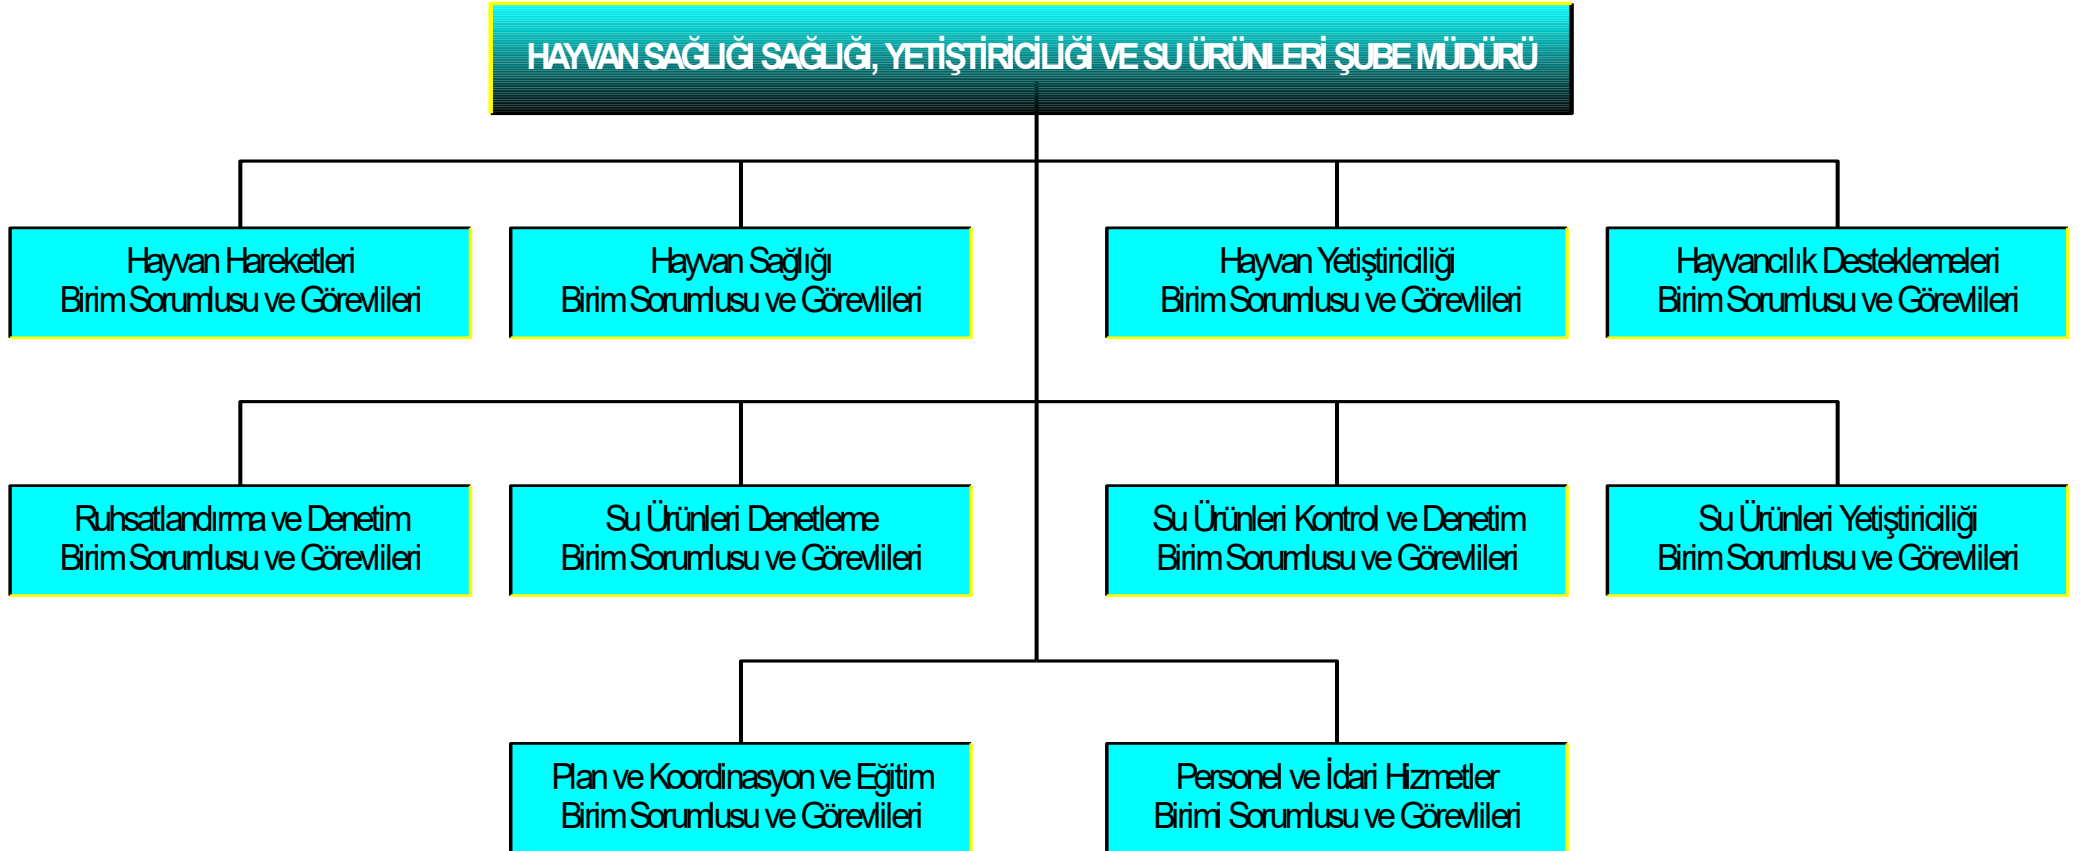 HAYVAN SAĞLIĞI SAĞLIĞI, YETİŞTİRİCİLİĞİ VE SU ÜRÜNLERİ ŞUBE MÜDÜRÜ
Hayvan Hareketleri
Birim Sorumlusu ve Görevlileri
Hayvan Sağlığı
Birim Sorumlusu ve Görevlileri
Hayvan Yetiştiriciliği
Birim Sorumlusu ve Görevlileri
Hayvancılık Desteklemeleri
Birim Sorumlusu ve Görevlileri
Ruhsatlandırma ve Denetim
Birim Sorumlusu ve Görevlileri
Su Ürünleri Denetleme
Birim Sorumlusu ve Görevlileri
Su Ürünleri Kontrol ve Denetim
Birim Sorumlusu ve Görevlileri
Su Ürünleri Yetiştiriciliği
Birim Sorumlusu ve Görevlileri
Plan ve Koordinasyon ve Eğitim
Birim Sorumlusu ve Görevlileri
Personel ve İdari Hizmetler
Birimi Sorumlusu ve Görevlileri